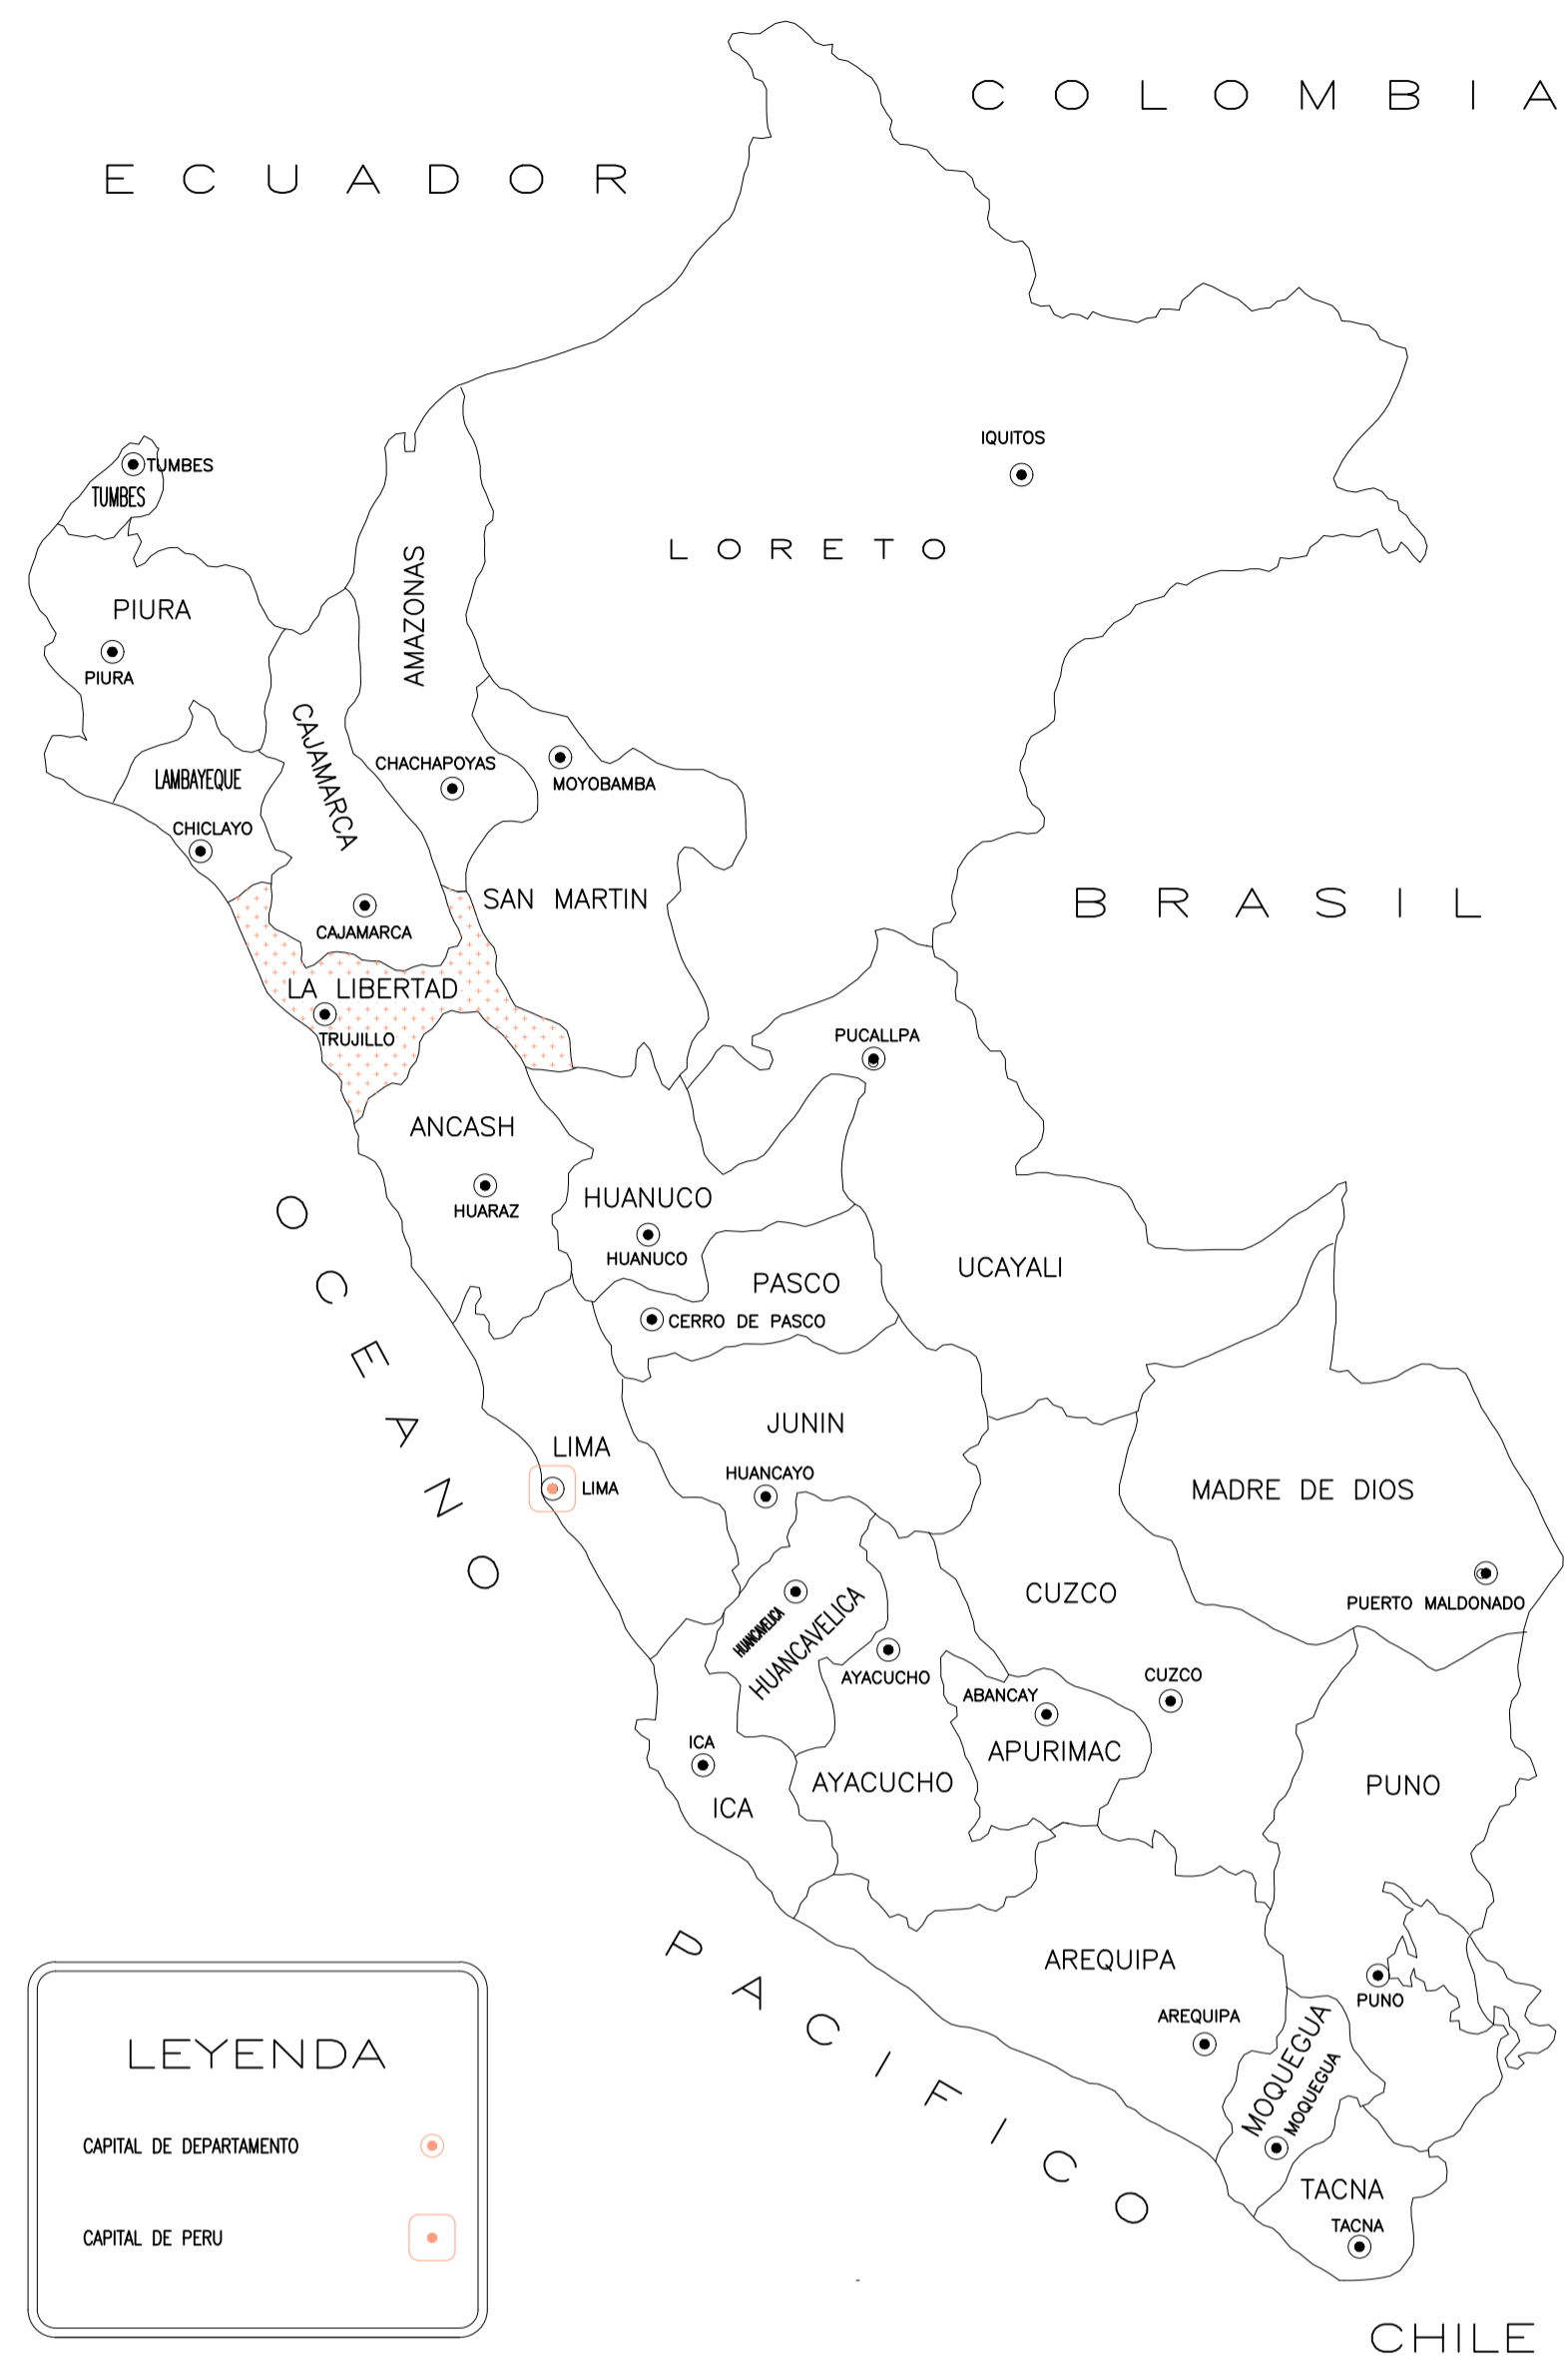 COLOMBIA
ECUADOR
IQUITOS
TUMBES
TUMBES
LORETO
AMAZONAS
PIURA
PIURA
CAJAMARCA
CHACHAPOYAS
LAMBAYEQUE
MOYOBAMBA
CHICLAYO
SAN MARTIN
BRASIL
CAJAMARCA
LA LIBERTAD
TRUJILLO
PUCALLPA
ANCASH
HUARAZ
HUANUCO
HUANUCO
UCAYALI
PASCO
CERRO DE PASCO
OCEANO
JUNIN
LIMA
LIMA
HUANCAYO
MADRE DE DIOS
PUERTO MALDONADO
CUZCO
HUANCAVELICA
HUANCAVELICA
AYACUCHO
CUZCO
ABANCAY
ICA
APURIMAC
AYACUCHO
PUNO
ICA
PACIFICO
AREQUIPA
PUNO
AREQUIPA
MOQUEGUA
MOQUEGUA
TACNA
TACNA
LEYENDA
CAPITAL DE DEPARTAMENTO
CAPITAL DE PERU
CHILE